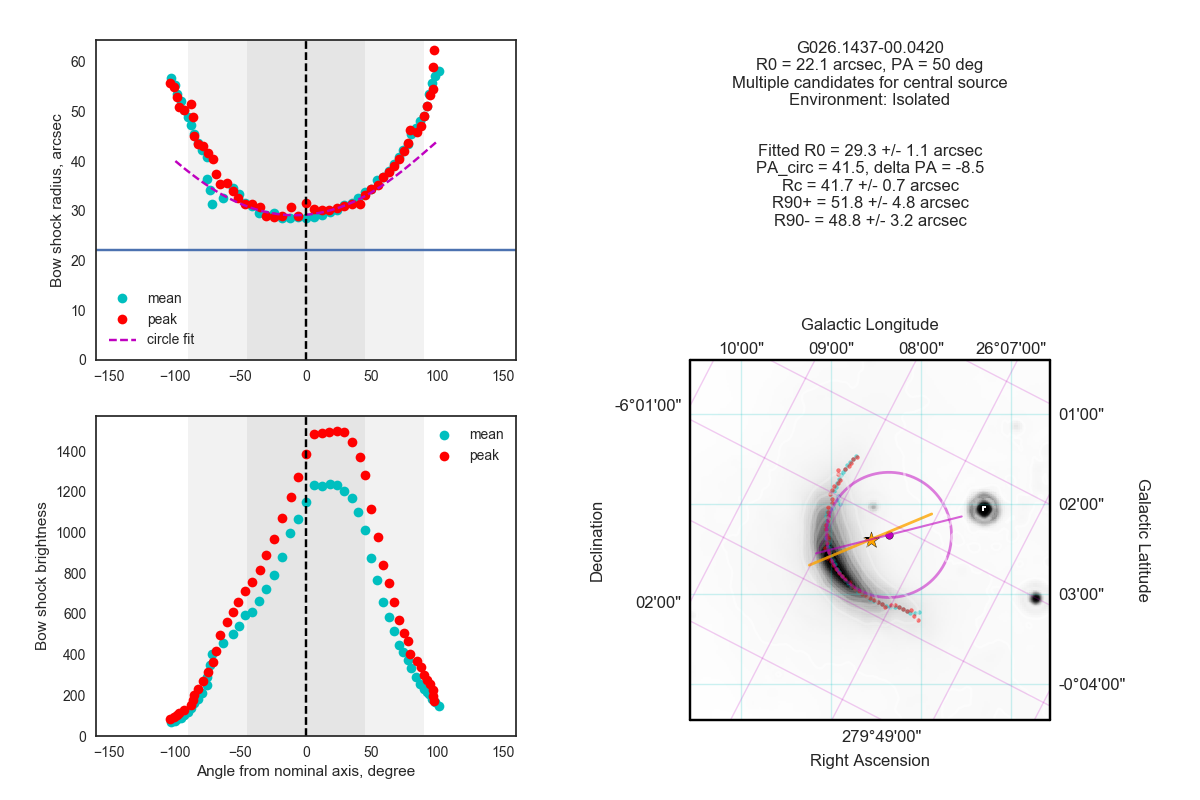 60
50
40
30
20
10
0
Bow shock radius, arcsec
mean
peak
circle fit
−150
−100
−50
0
50
100
150
1400
1200
1000
800
600
400
200
0
Bow shock brightness
mean
peak
−150
−100
−50
0
50
100
150
Angle from nominal axis, degree
G026.1437-00.0420
R0 = 22.1 arcsec, PA = 50 deg
Multiple candidates for central source
Environment: Isolated
Fitted R0 = 29.3 +/- 1.1 arcsec
PA_circ = 41.5, delta PA = -8.5
Rc = 41.7 +/- 0.7 arcsec
R90+ = 51.8 +/- 4.8 arcsec
R90- = 48.8 +/- 3.2 arcsec
Galactic Longitude
10'00" 09'00" 08'00" 26°07'00"
-6°01'00"
02'00"
Declination
01'00"
02'00"
03'00"
-0°04'00"
Galactic Latitude
279°49'00"
Right Ascension